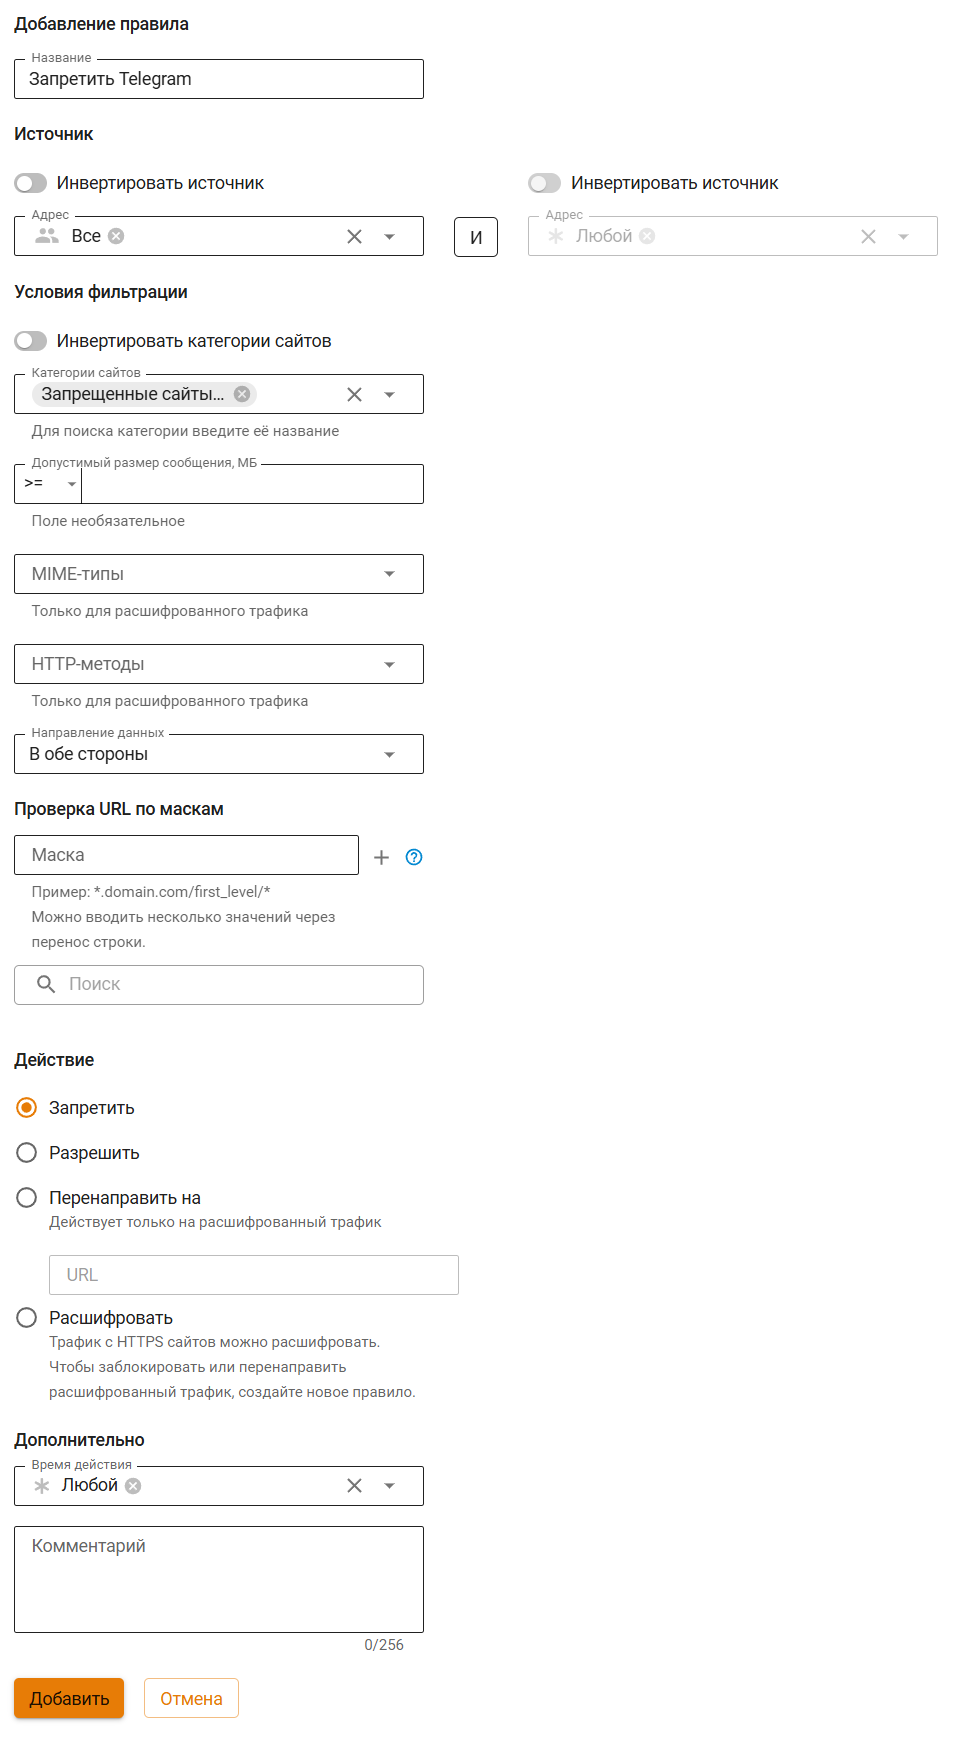 Добавление правила
Название
Запретить Telegram
Источник
Инвертировать источник
Инвертировать источник
Адрес
Все
И
Адрес
Любой
Условия фильтрации
Инвертировать категории сайтов
Категории сайтов
Запрещенные сайты...
Для поиска категории введите её название
Допустимый размер сообщения, МБ
>=
Поле необязательное
MIME-типы
Только для расшифрованного трафика
HTTP-методы
Только для расшифрованного трафика
Направление данных
В обе стороны
Проверка URL по маскам
Маска
Пример: *.domain.com/first_level/*
Можно вводить несколько значений через
перенос строки.
Поиск
Действие
Запретить
Разрешить
Перенаправить на
Действует только на расшифрованный трафик
URL
Расшифровать
Трафик с HTTPS сайтов можно расшифровать.
Чтобы заблокировать или перенаправить
расшифрованный трафик, создайте новое правило.
Дополнительно
Время действия
Любой
Комментарий
0/256
Добавить
Отмена